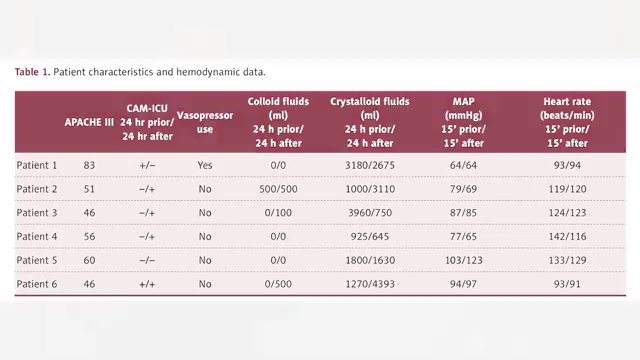 Table 1. Patient characteristics and hemodynamic data.
APACHE III CAM-ICU 24 hr prior/ 24 hr after Vasopressor use Colloid fluids (ml) 24 h prior/ 24 h after Crystalloid fluids (ml) 24 h prior/ 24 h after MAP (mmHg) 15’ prior/ 15’ after Heart rate (beats/min) 15’ prior/ 15’ after
Patient 1 83 +/– Yes 0/0 3180/2675 64/64 93/94
Patient 2 51 –/+ No 500/500 1000/3110 79/69 119/120
Patient 3 46 –/+ No 0/100 3960/750 87/85 124/123
Patient 4 56 –/+ No 0/0 925/645 77/65 142/116
Patient 5 60 –/– No 0/0 1800/1630 103/123 133/129
Patient 6 46 +/+ No 0/500 1270/4393 94/97 93/91